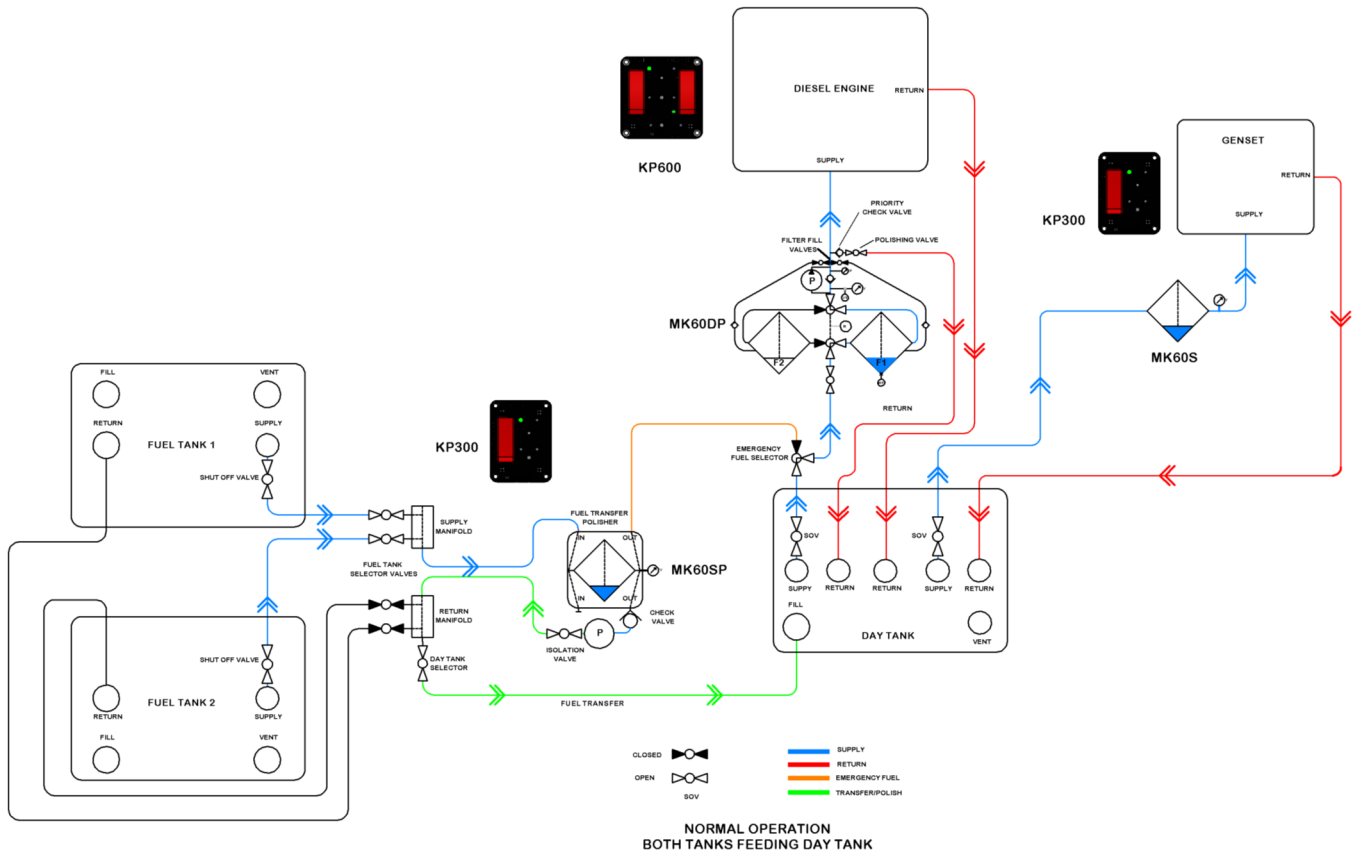 DIESEL ENGINE
RETURN
SUPPLY
KP600
GENSET
RETURN
SUPPLY
KP300
PRIORITY
CHECK VALVE
FILTER FILL
VALVES
POLISHING VALVE
P
MK60DP
F2
F1
MK60S
RETURN
FILL
VENT
RETURN
SUPPLY
FUEL TANK 1
SHUT OFF VALVE
KP300
EMERGENCY
FUEL SELECTOR
SUPPLY
MANIFOLD
FUEL TANK
SELECTOR VALVES
FUEL TRANSFER
POLISHER
IN
OUT
MK60SP
IN
OUT
SOV
SOV
SUPPY
RETURN
RETURN
SUPPLY
RETURN
FILL
DAY TANK
VENT
RETURN
MANIFOLD
CHECK
VALVE
P
ISOLATION
VALVE
DAY TANK
SELECTOR
SHUT OFF VALVE
FUEL TANK 2
RETURN
SUPPLY
FILL
VENT
FUEL TRANSFER
CLOSED
OPEN
SOV
SUPPLY
RETURN
EMERGENCY FUEL
TRANSFER/POLISH
NORMAL OPERATION
BOTH TANKS FEEDING DAY TANK